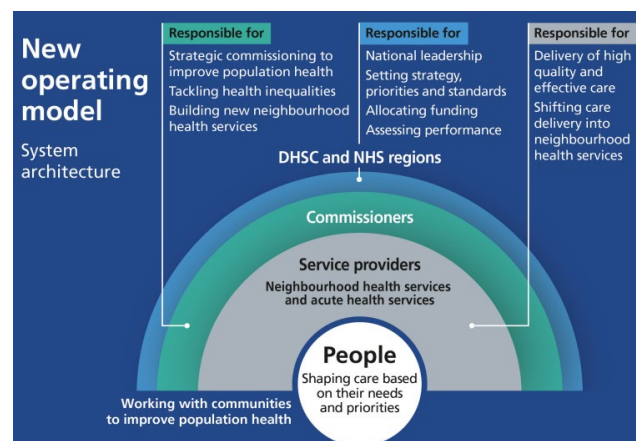 New
operating
model
System
architecture
Responsible for
Strategic commissioning to
improve population health
Tackling health inequalities
Building new neighbourhood
health services
Responsible for
National leadership
Setting strategy,
priorities and standards
Allocating funding
Assessing performance
Responsible for
Delivery of high
quality and
effective care
Shifting care
delivery into
neighbourhood
health services
DHSC and NHS regions
Commissioners
Service providers
Neighbourhood health services
and acute health services
People
Shaping care based
on their needs
and priorities
Working with communities
to improve population health